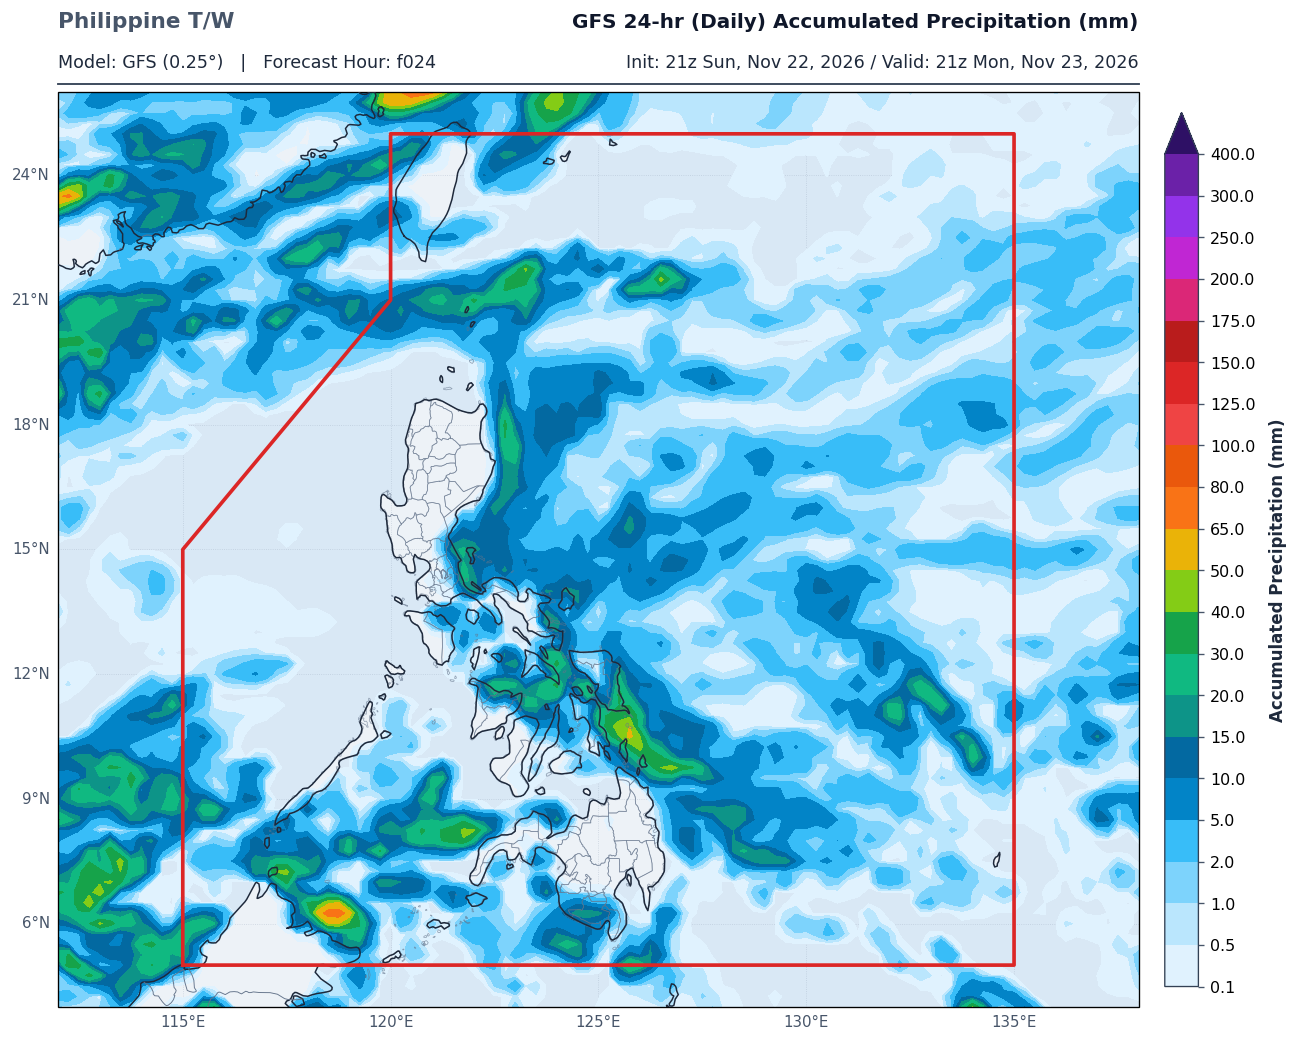 Philippine T/W
GFS 24-hr (Daily) Accumulated Precipitation (mm)
Model: GFS (0.25°) | Forecast Hour: f024
Init: 21z Sun, Nov 22, 2026 / Valid: 21z Mon, Nov 23, 2026
24°N
21°N
18°N
15°N
12°N
9°N
6°N
115°E
120°E
125°E
130°E
135°E
400.0
300.0
250.0
200.0
175.0
150.0
125.0
100.0
80.0
65.0
50.0
40.0
30.0
20.0
15.0
10.0
5.0
2.0
1.0
0.5
0.1
Accumulated Precipitation (mm)